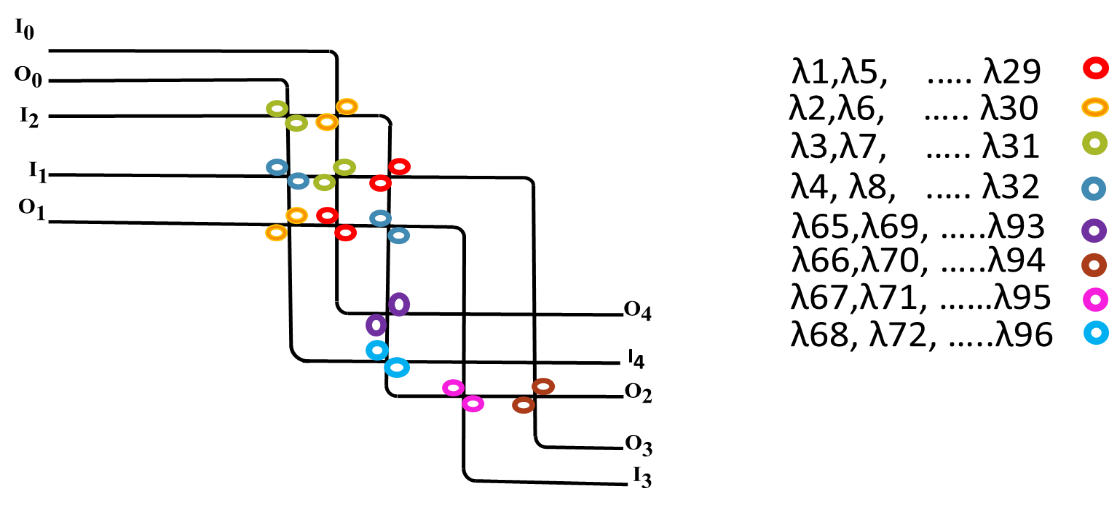 I0
O0
I2
I1
O1
O4
I4
O2
O3
I3
λ1,λ5, ..... λ29
λ2,λ6, ..... λ30
λ3,λ7, ..... λ31
λ4, λ8, ..... λ32
λ65,λ69, .....λ93
λ66,λ70, .....λ94
λ67,λ71, ......λ95
λ68, λ72, .....λ96